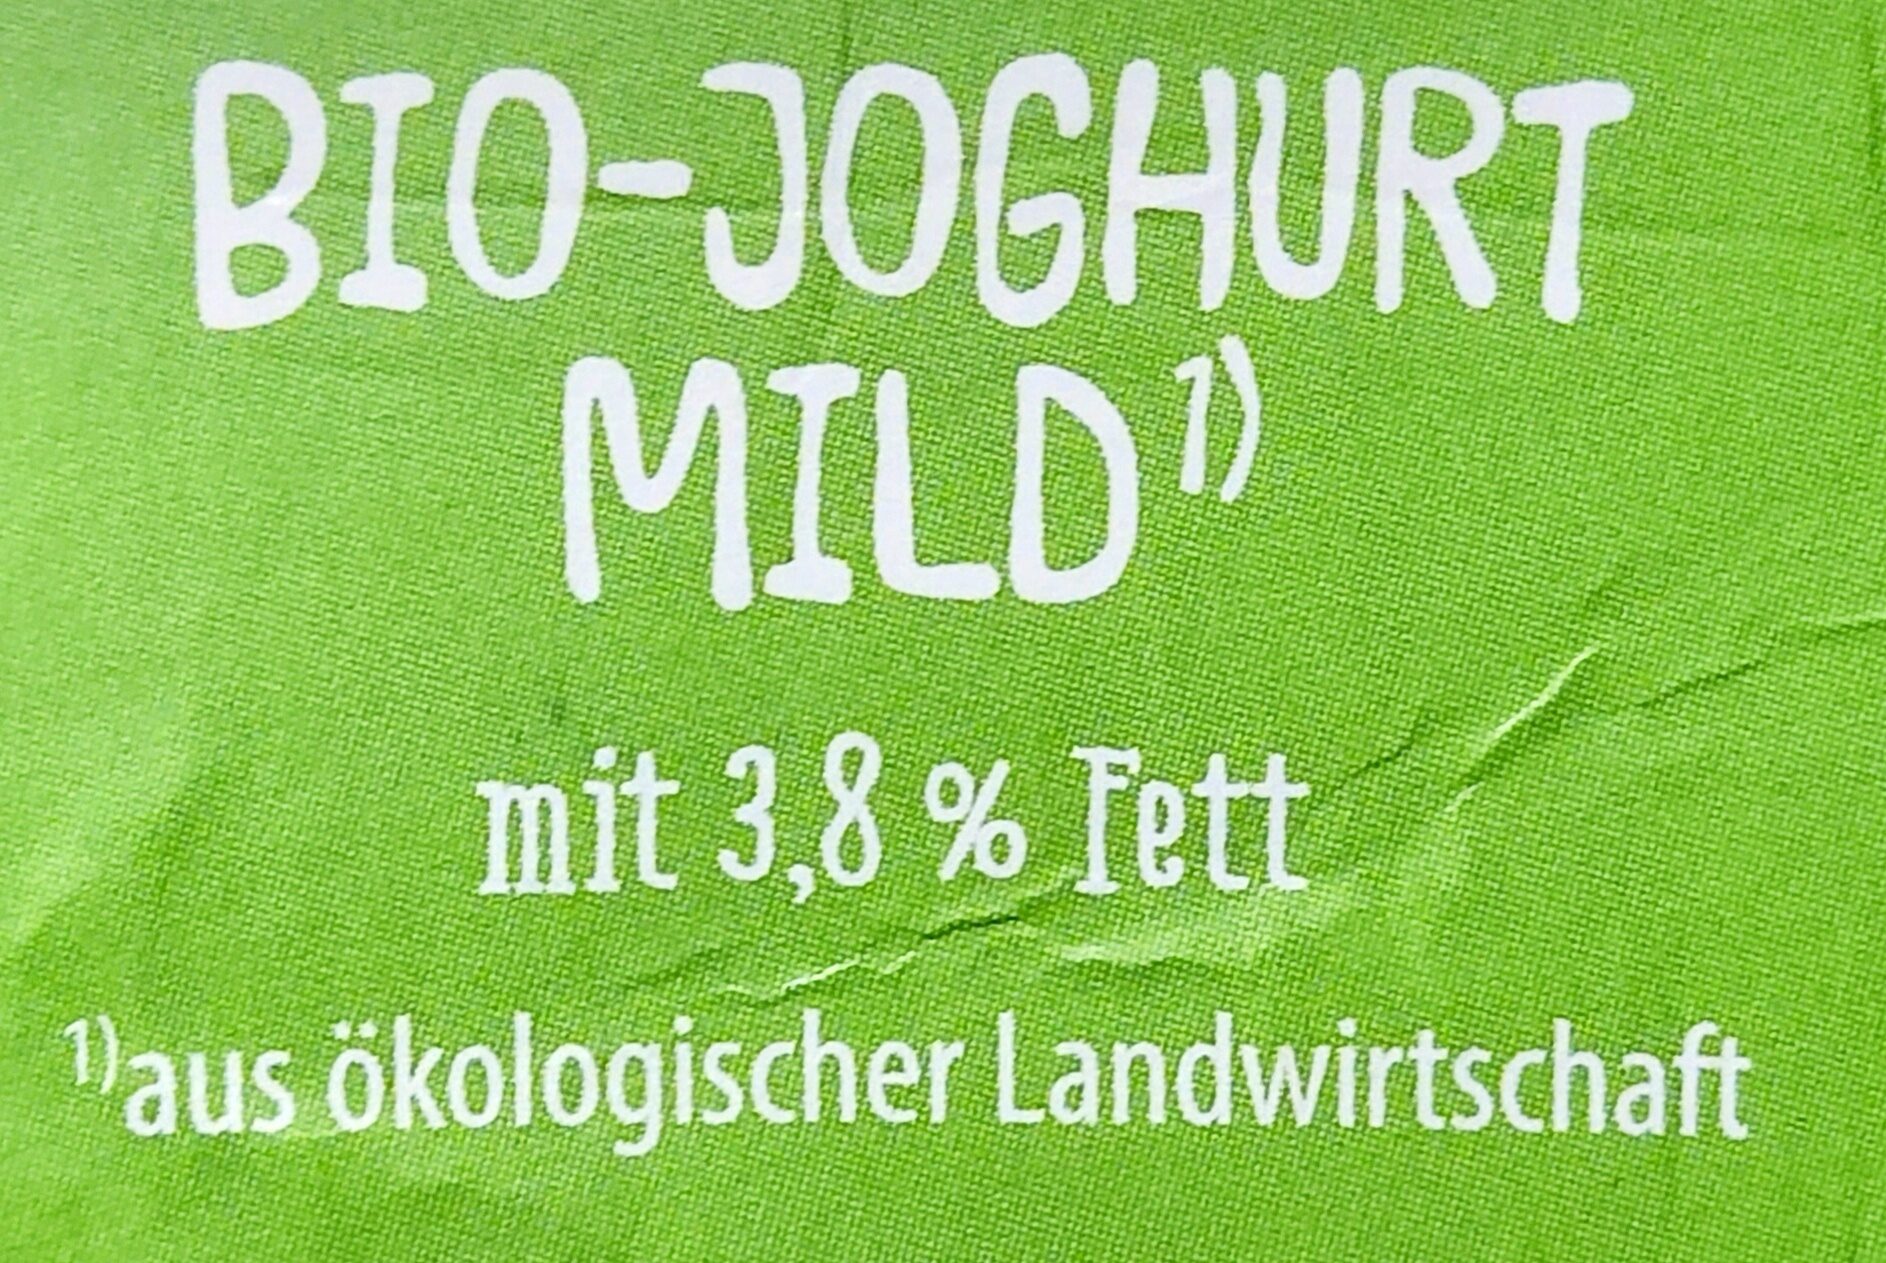 BIO-JOGHURT
MILD¹⁾
mit 3,8 % Fett
¹⁾aus ökologischer Landwirtschaft